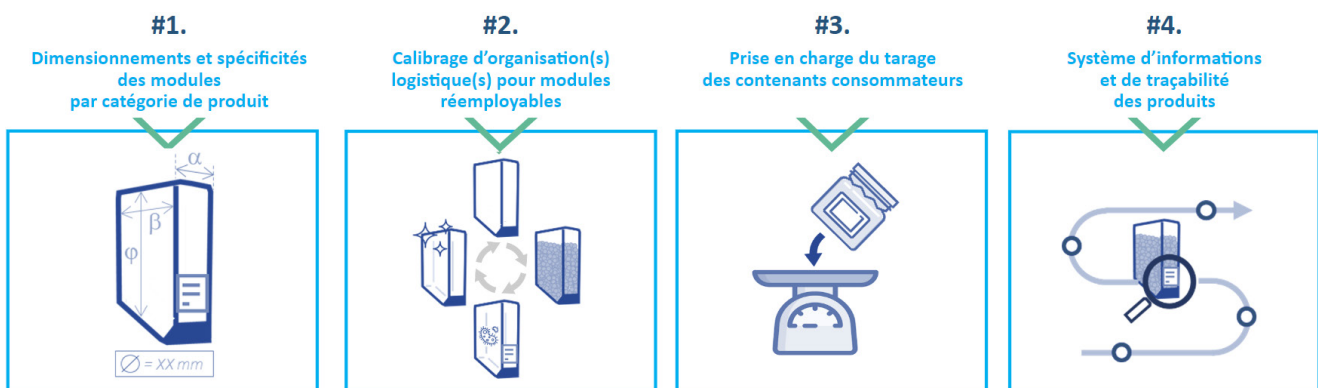 #1.
Dimensionnements et spécificités
des modules
par catégorie de produit
#2.
Calibrage d'organisation(s)
logistique(s) pour modules
réemployables
#3.
Prise en charge du tarage
des contenants consommateurs
#4.
Système d'informations
et de traçabilité
des produits
α
β
φ
∅ = XX mm